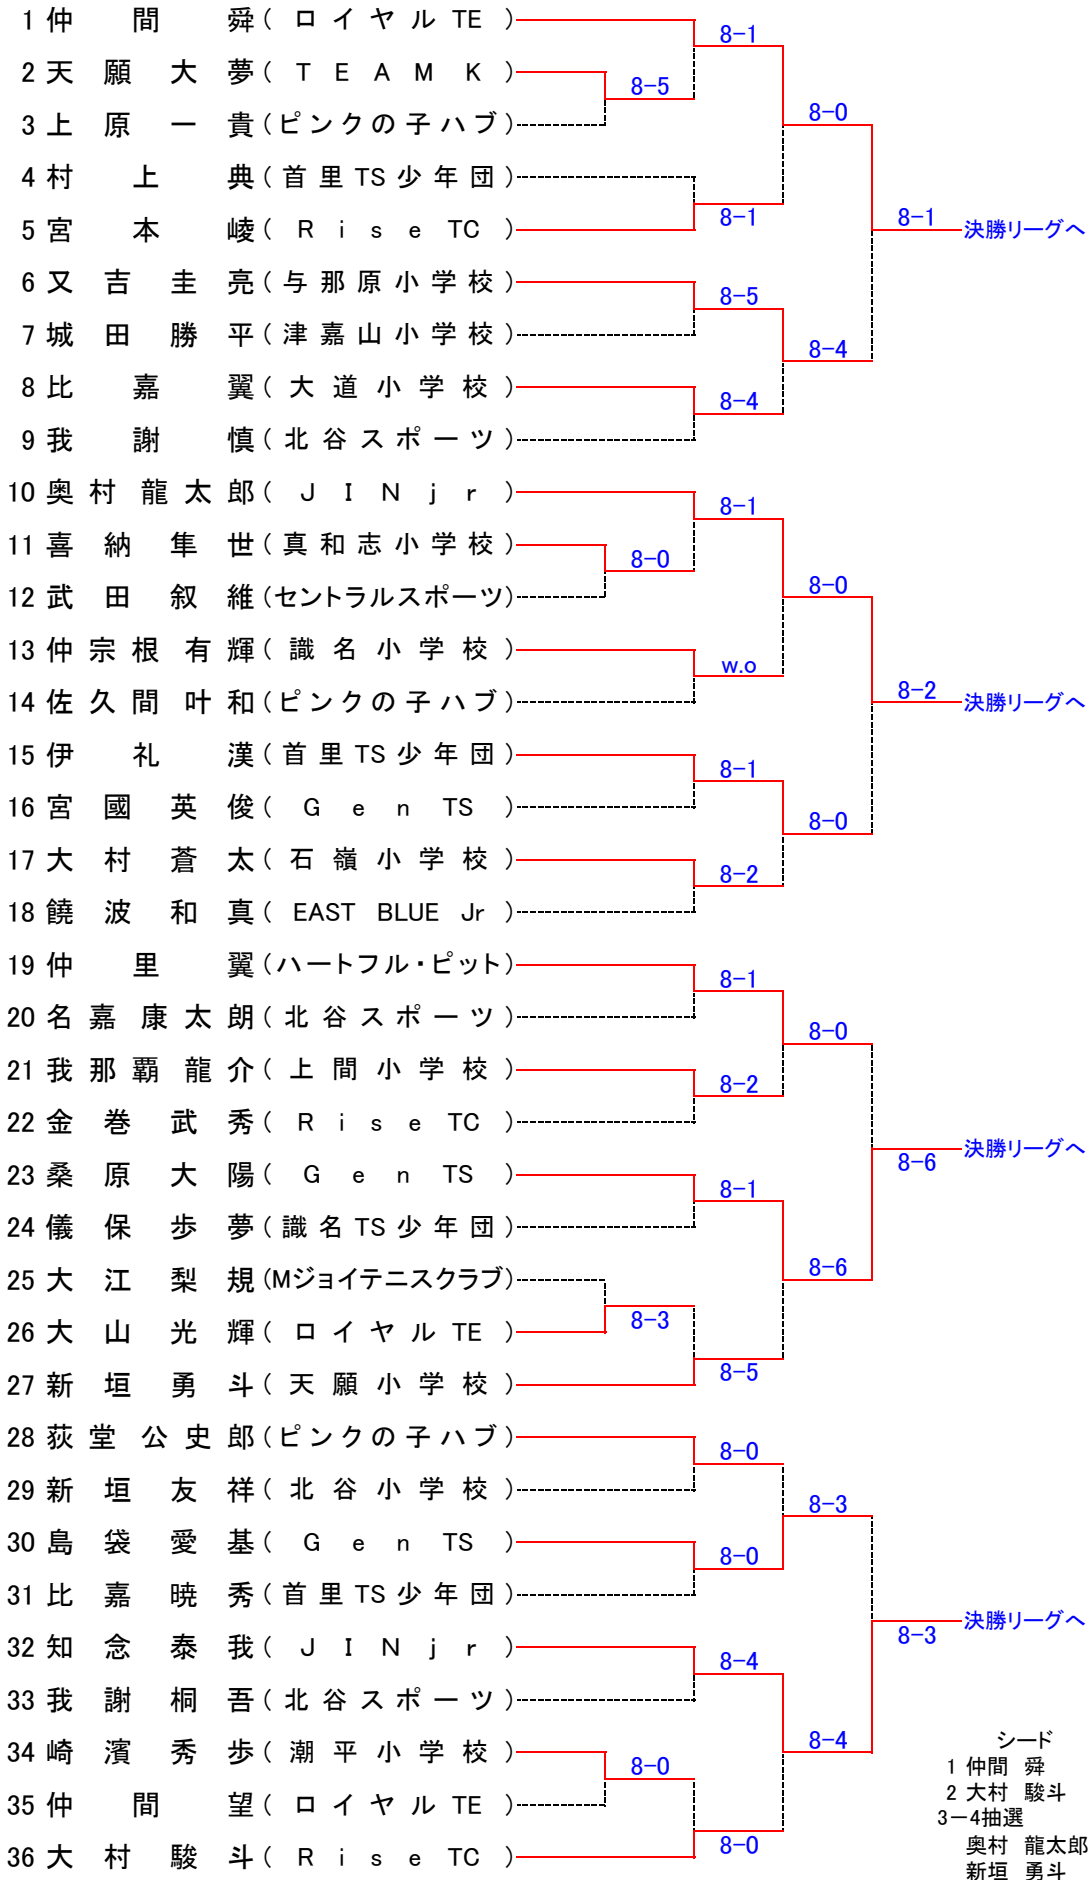 1 仲間 舜 ( ロイヤルTE ) 8-1
2 天願大夢 ( TEAM K ) 8-5
3 上原一貴 (ピンクの子ハブ) 8-0
4 村上 典 ( 首里TS少年団 )
5 宮本 崚 ( Rise TC ) 8-1 8-1 決勝リーグへ
6 又吉圭亮 ( 与那原小学校 ) 8-5
7 城田勝平 ( 津嘉山小学校 ) 8-4
8 比嘉 翼 ( 大道小学校 ) 8-4
9 我謝 慎 ( 北谷スポーツ )
10 奥村龍太郎 ( JINjr ) 8-1
11 喜納隼世 ( 真和志小学校 ) 8-0
12 武田叙維 (セントラルスポーツ) 8-0
13 仲宗根有輝 ( 識名小学校 ) w.o
14 佐久間叶和 (ピンクの子ハブ) 8-2 決勝リーグへ
15 伊礼 漢 ( 首里TS少年団 ) 8-1
16 宮國英俊 ( Gen TS ) 8-0
17 大村蒼太 ( 石嶺小学校 ) 8-2
18 饒波和真 ( EAST BLUE Jr )
19 仲里 翼 (ハートフル・ピット) 8-1
20 名嘉康太朗 ( 北谷スポーツ ) 8-0
21 我那覇龍介 ( 上間小学校 ) 8-2
22 金巻武秀 ( Rise TC ) 8-6 決勝リーグへ
23 桑原大陽 ( Gen TS ) 8-1
24 儀保歩夢 ( 識名TS少年団 )
25 大江梨規 (Mジョイテニスクラブ) 8-6
26 大山光輝 ( ロイヤルTE ) 8-3
27 新垣勇斗 ( 天願小学校 ) 8-5
28 荻堂公史郎 (ピンクの子ハブ) 8-0
29 新垣友祥 ( 北谷小学校 ) 8-3
30 島袋愛基 ( Gen TS ) 8-0
31 比嘉暁秀 ( 首里TS少年団 ) 8-3 決勝リーグへ
32 知念泰我 ( JINjr ) 8-4
33 我謝桐吾 ( 北谷スポーツ )
34 崎濱秀歩 ( 潮平小学校 ) 8-0 8-4
35 仲間 望 ( ロイヤルTE )
36 大村駿斗 ( Rise TC ) 8-0
シード
1 仲間 舜
2 大村 駿斗
3-4抽選
奥村 龍太郎
新垣 勇斗